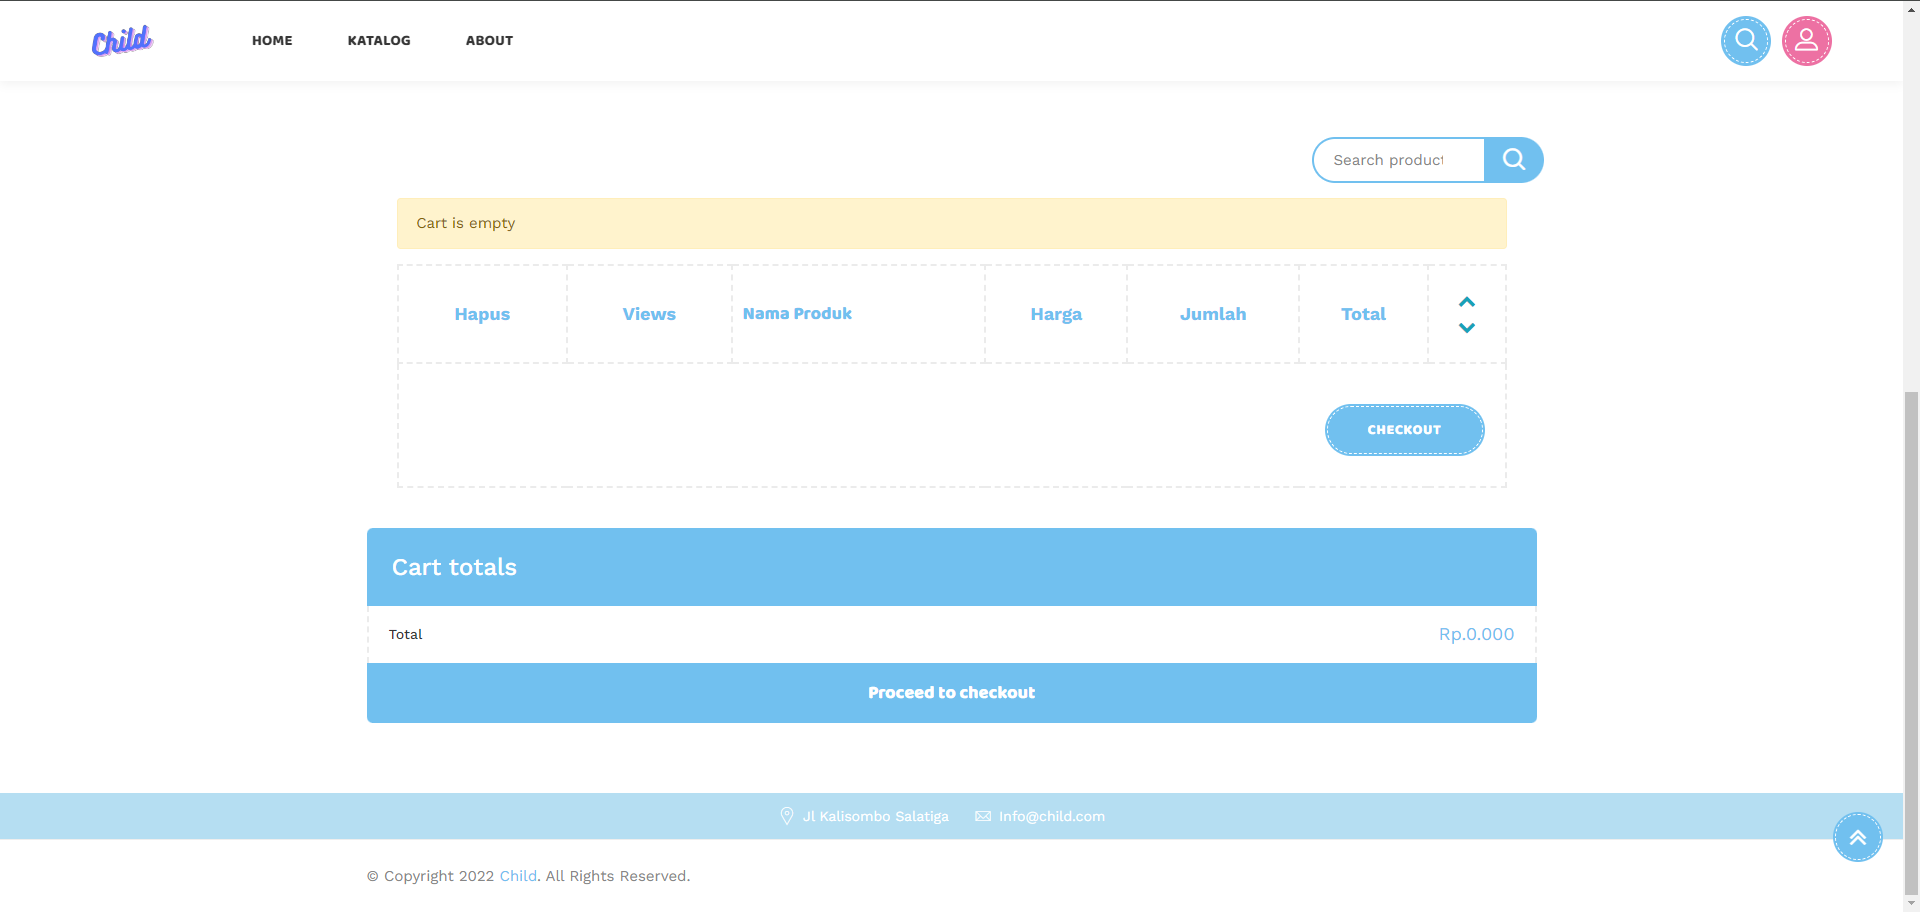 Child
HOME KATALOG ABOUT
Search product
Cart is empty
Hapus Views Nama Produk Harga Jumlah Total
CHECKOUT
Cart totals
Total Rp.0.000
Proceed to checkout
Jl Kalisombo Salatiga Info@child.com
© Copyright 2022 Child. All Rights Reserved.